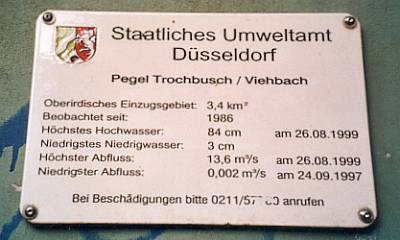 Staatliches Umweltamt
Düsseldorf
Pegel Trochbusch / Viehbach
Oberirdisches Einzugsgebiet: 3,4 km²
Beobachtet seit: 1986
Höchstes Hochwasser: 84 cm am 26.08.1999
Niedrigstes Niedrigwasser: 3 cm
Höchster Abfluss: 13,6 m³/s am 26.08.1999
Niedrigster Abfluss: 0,002 m³/s am 24.09.1997
Bei Beschädigungen bitte anrufen